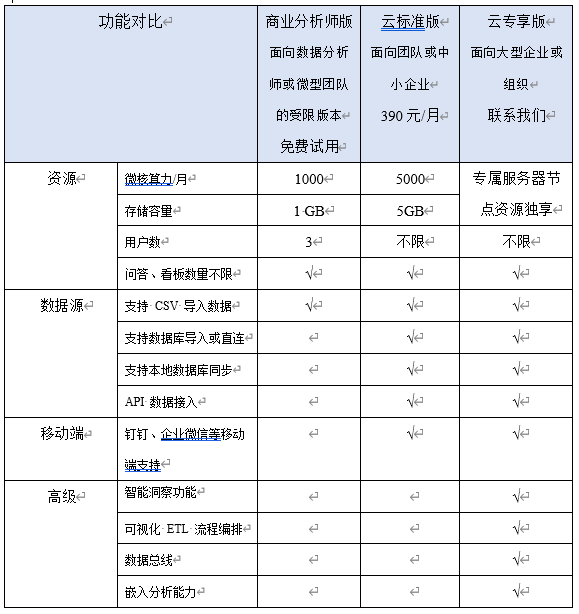 功能对比
商业分析师版
面向数据分析
师或微型团队
的受限版本
免费试用
云标准版
面向团队或中
小企业
390 元/月
云专享版
面向大型企业或
组织
联系我们
资源
微核算力/月
1000
5000
专属服务器节
点资源独享
存储容量
1 GB
5GB
用户数
3
不限
不限
问答、看板数量不限
√
√
√
数据源
支持 CSV 导入数据
√
√
√
支持数据库导入或直连
√
√
支持本地数据库同步
√
√
API 数据接入
√
√
移动端
钉钉、企业微信等移动
端支持
√
√
高级
智能洞察功能
√
可视化 ETL 流程编排
√
数据总线
√
嵌入分析能力
√